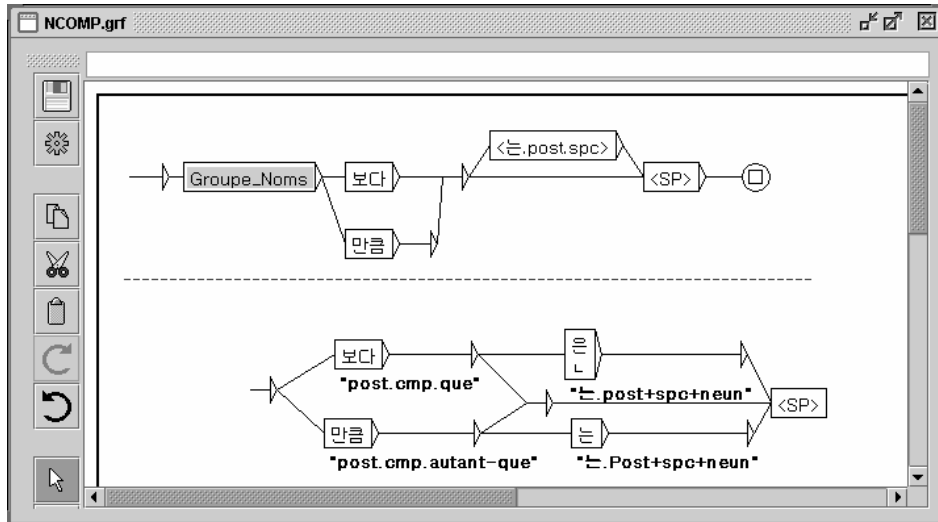 NCOMP.grf
<는.post.spc>
Groupe_Noms 보다 <SP>
만큼
보다 은
ㄴ
"post.cmp.que" "는.post+spc+neun"
<SP>
만큼 는
"post.cmp.autant-que" "는.Post+spc+neun"